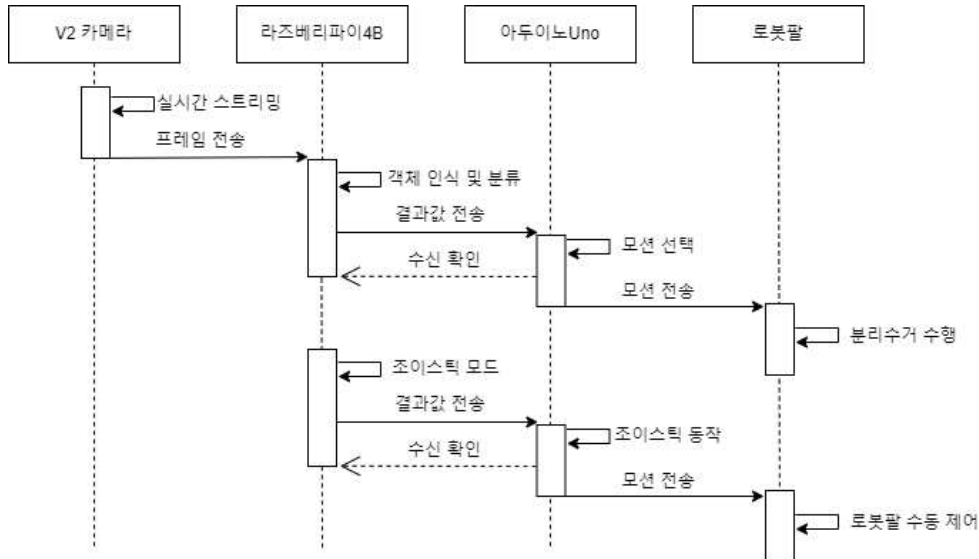 V2 카메라
라즈베리파이4B
아두이노Uno
로봇팔
실시간 스트리밍
프레임 전송
객체 인식 및 분류
결과값 전송
모션 선택
수신 확인
모션 전송
분리수거 수행
조이스틱 모드
결과값 전송
조이스틱 동작
수신 확인
모션 전송
로봇팔 수동 제어